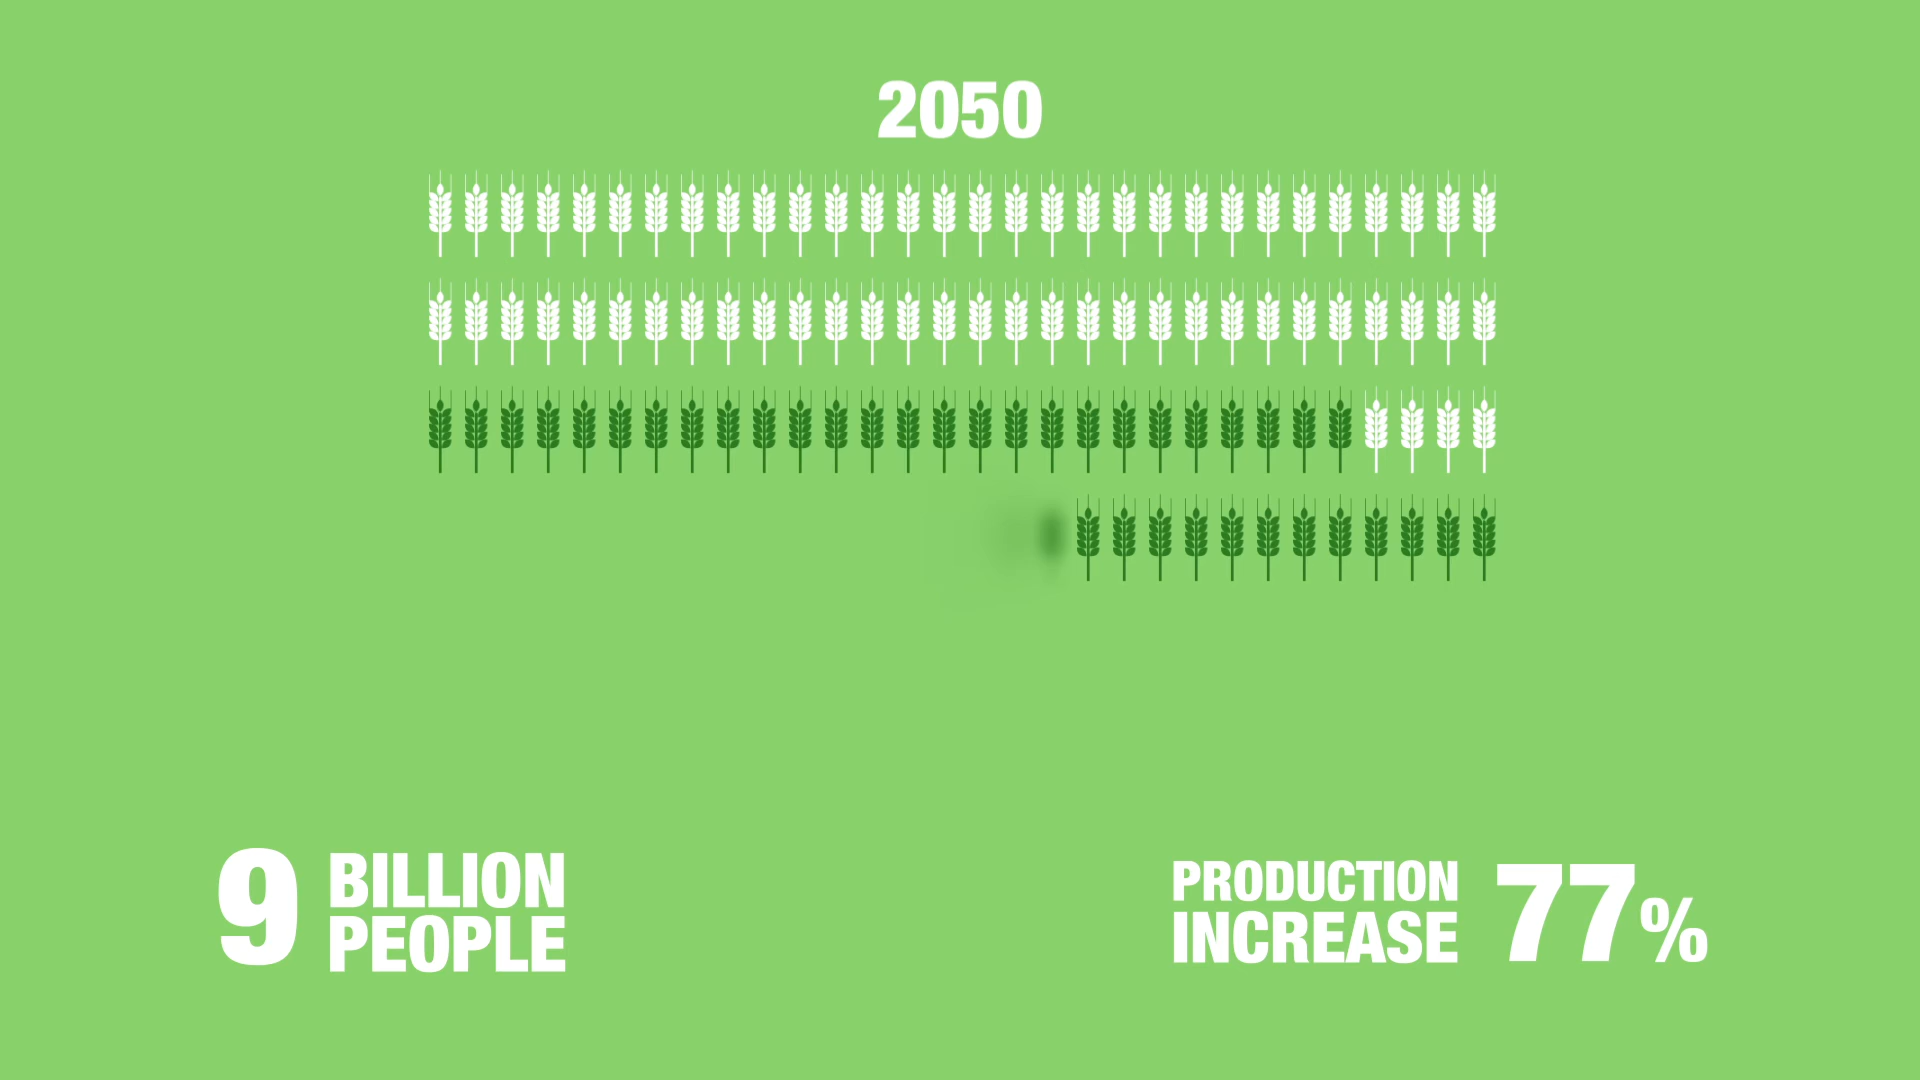 2050
9 BILLION
PEOPLE
PRODUCTION
INCREASE 77%